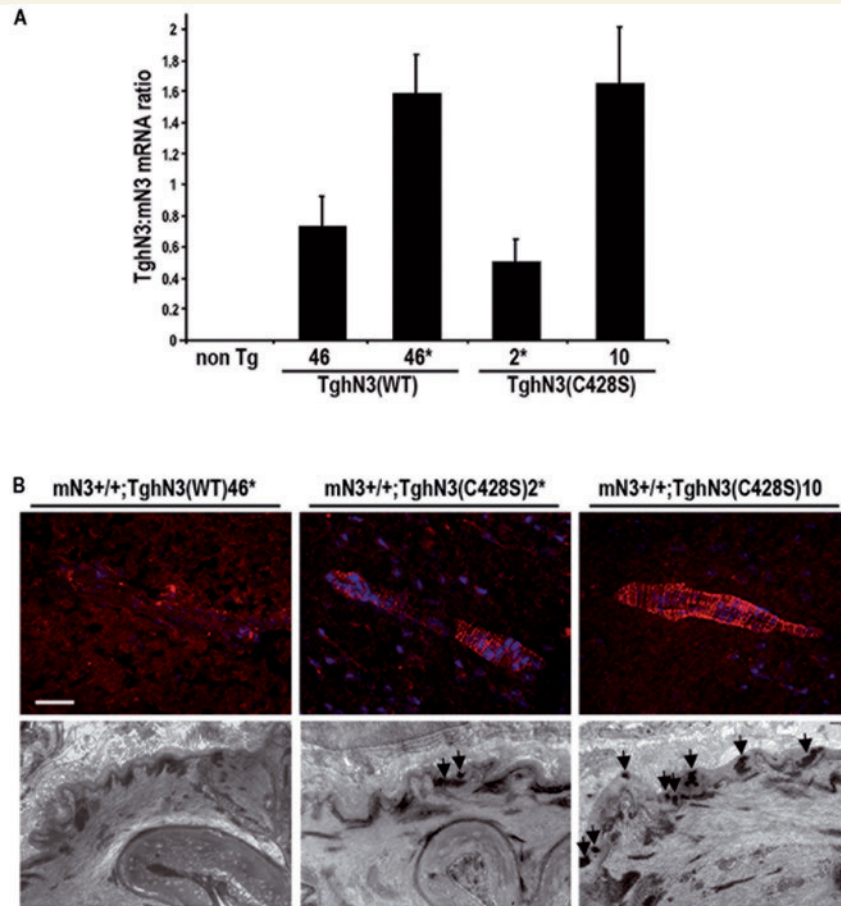 A
TghN3:mN3 mRNA ratio
2
1,8
1.6
1.4
1.2
1
0.8
0.6
0.4
0.2
0
non Tg 46 46* 2* 10
TghN3(WT) TghN3(C428S)
B
mN3+/+;TghN3(WT)46* mN3+/+;TghN3(C428S)2* mN3+/+;TghN3(C428S)10